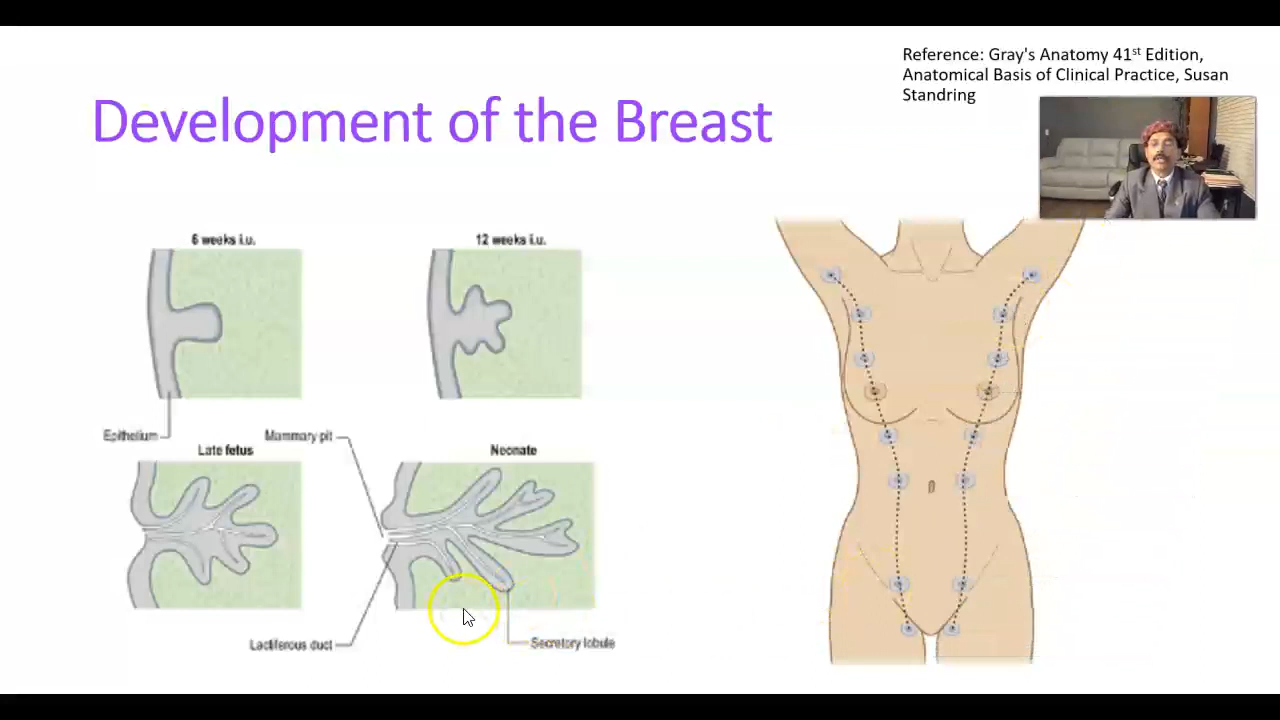 Reference: Gray's Anatomy 41st Edition,
Anatomical Basis of Clinical Practice, Susan
Standring
Development of the Breast
6 weeks i.u.
12 weeks i.u.
Epithelium
Mammary pit
Late fetus
Neonate
Lactiferous duct
Secretory lobule